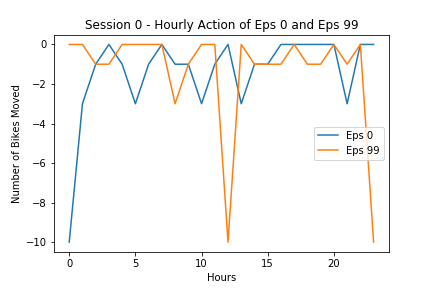 Session 0 - Hourly Action of Eps 0 and Eps 99
Number of Bikes Moved
0
−2
−4
−6
−8
−10
Eps 0
Eps 99
0 5 10 15 20
Hours